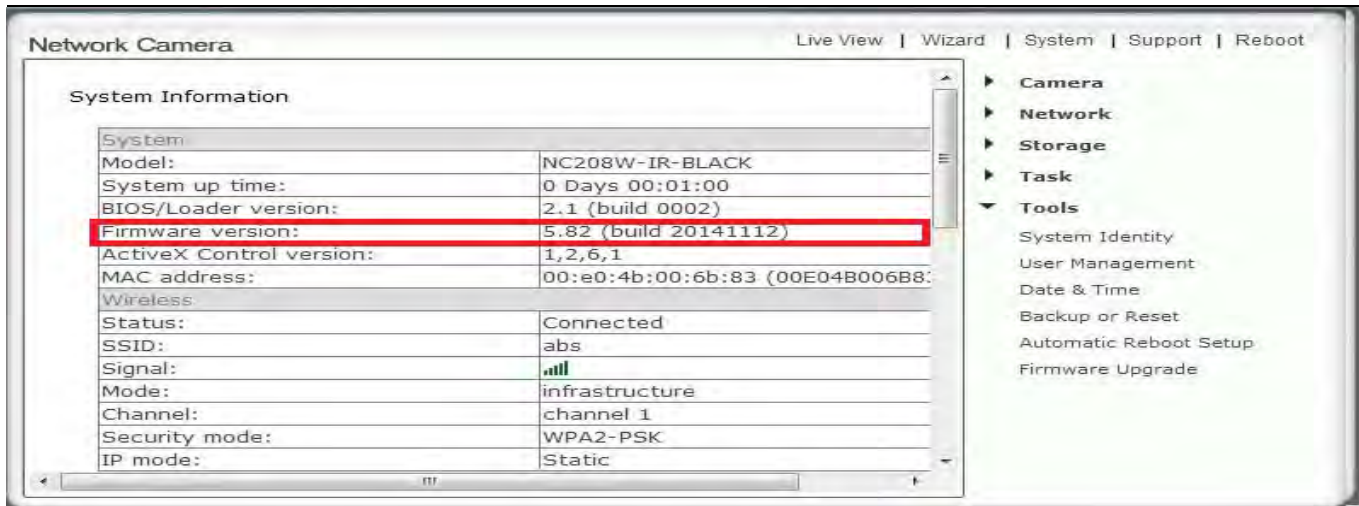 Network Camera
Live View | Wizard | System | Support | Reboot
System Information
System
Model: NC208W-IR-BLACK
System up time: 0 Days 00:01:00
BIOS/Loader version: 2.1 (build 0002)
Firmware version: 5.82 (build 20141112)
ActiveX Control version: 1,2,6,1
MAC address: 00:e0:4b:00:6b:83 (00E04B006B83
Wireless
Status: Connected
SSID: abs
Signal:
Mode: infrastructure
Channel: channel 1
Security mode: WPA2-PSK
IP mode: Static
Camera
Network
Storage
Task
Tools
System Identity
User Management
Date & Time
Backup or Reset
Automatic Reboot Setup
Firmware Upgrade